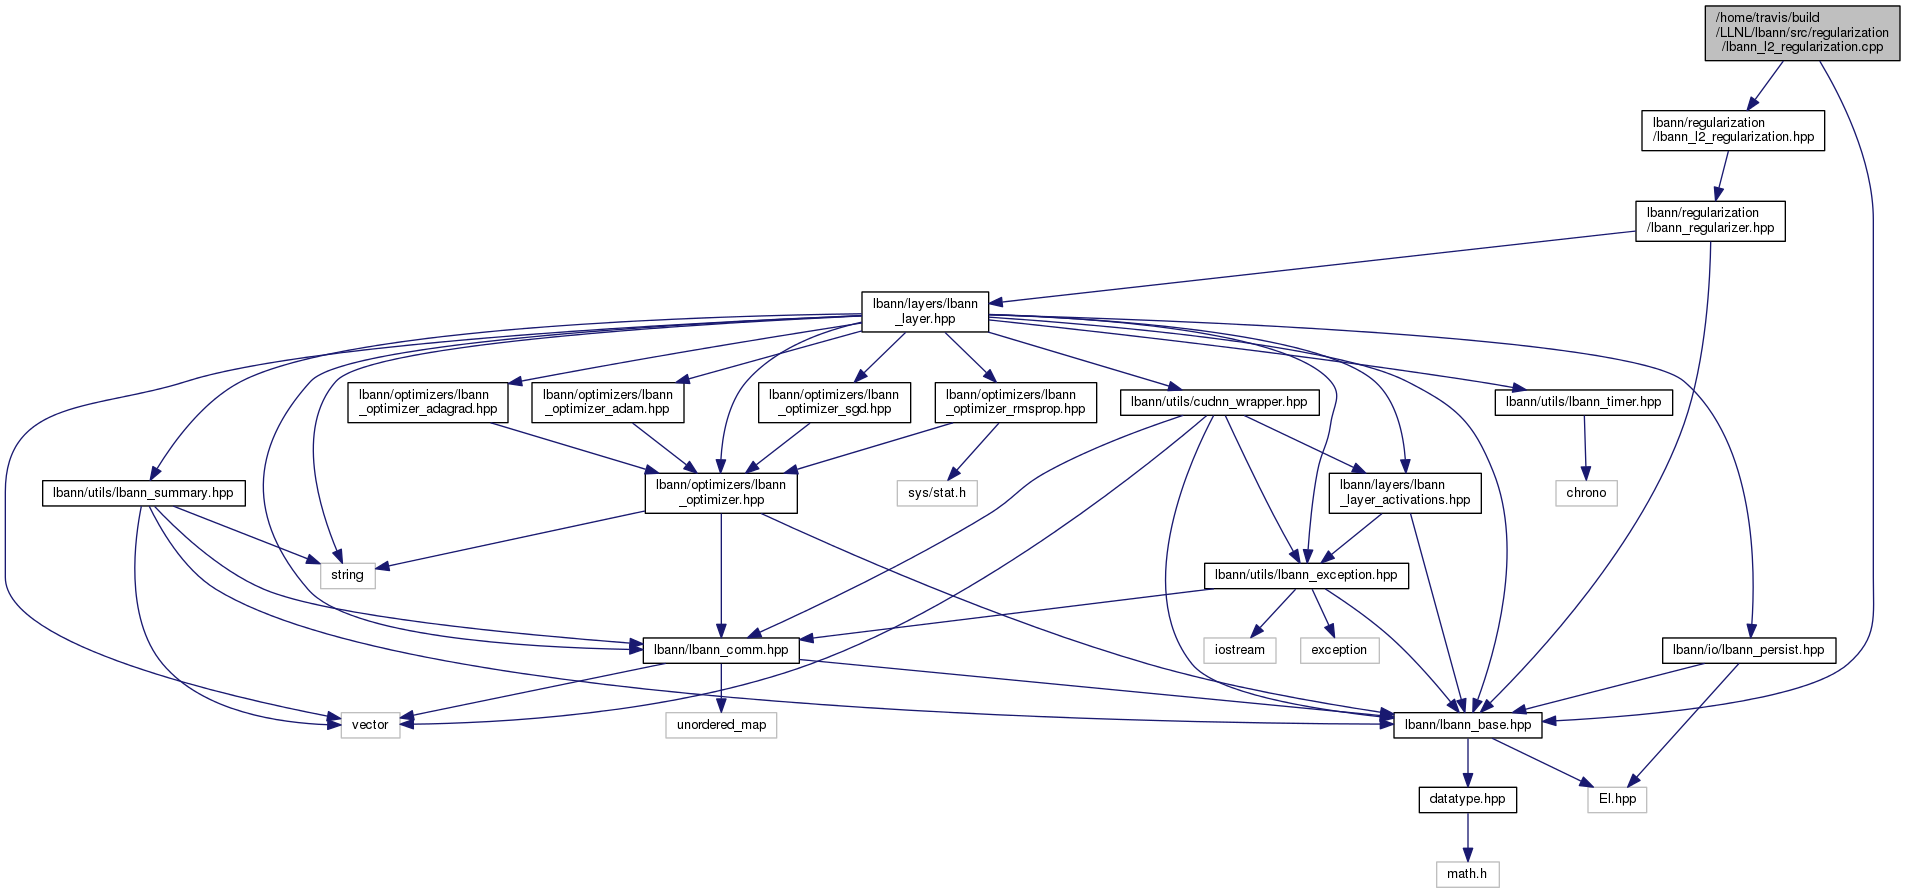 /home/travis/build
/LLNL/lbann/src/regularization
/lbann_l2_regularization.cpp
lbann/regularization
/lbann_l2_regularization.hpp
lbann/regularization
/lbann_regularizer.hpp
lbann/layers/lbann
_layer.hpp
lbann/optimizers/lbann
_optimizer_adagrad.hpp
lbann/optimizers/lbann
_optimizer_adam.hpp
lbann/optimizers/lbann
_optimizer_sgd.hpp
lbann/optimizers/lbann
_optimizer_rmsprop.hpp
lbann/utils/cudnn_wrapper.hpp
lbann/utils/lbann_timer.hpp
lbann/utils/lbann_summary.hpp
lbann/optimizers/lbann
_optimizer.hpp
sys/stat.h
lbann/layers/lbann
_layer_activations.hpp
chrono
string
lbann/utils/lbann_exception.hpp
lbann/lbann_comm.hpp
iostream
exception
lbann/io/lbann_persist.hpp
vector
unordered_map
lbann/lbann_base.hpp
datatype.hpp
El.hpp
math.h